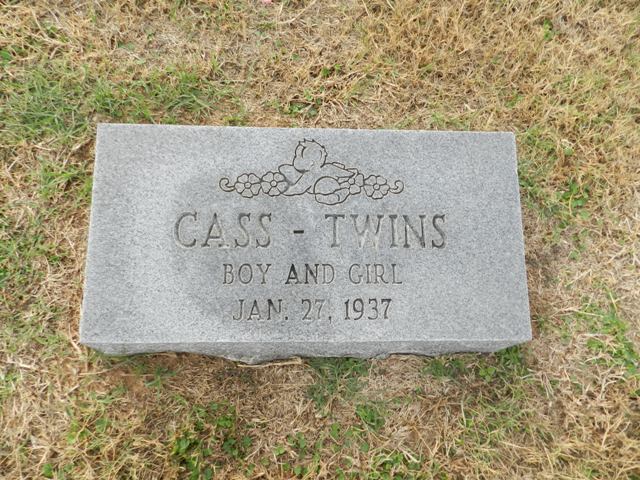 CASS - TWINS
BOY AND GIRL
JAN. 27, 1937